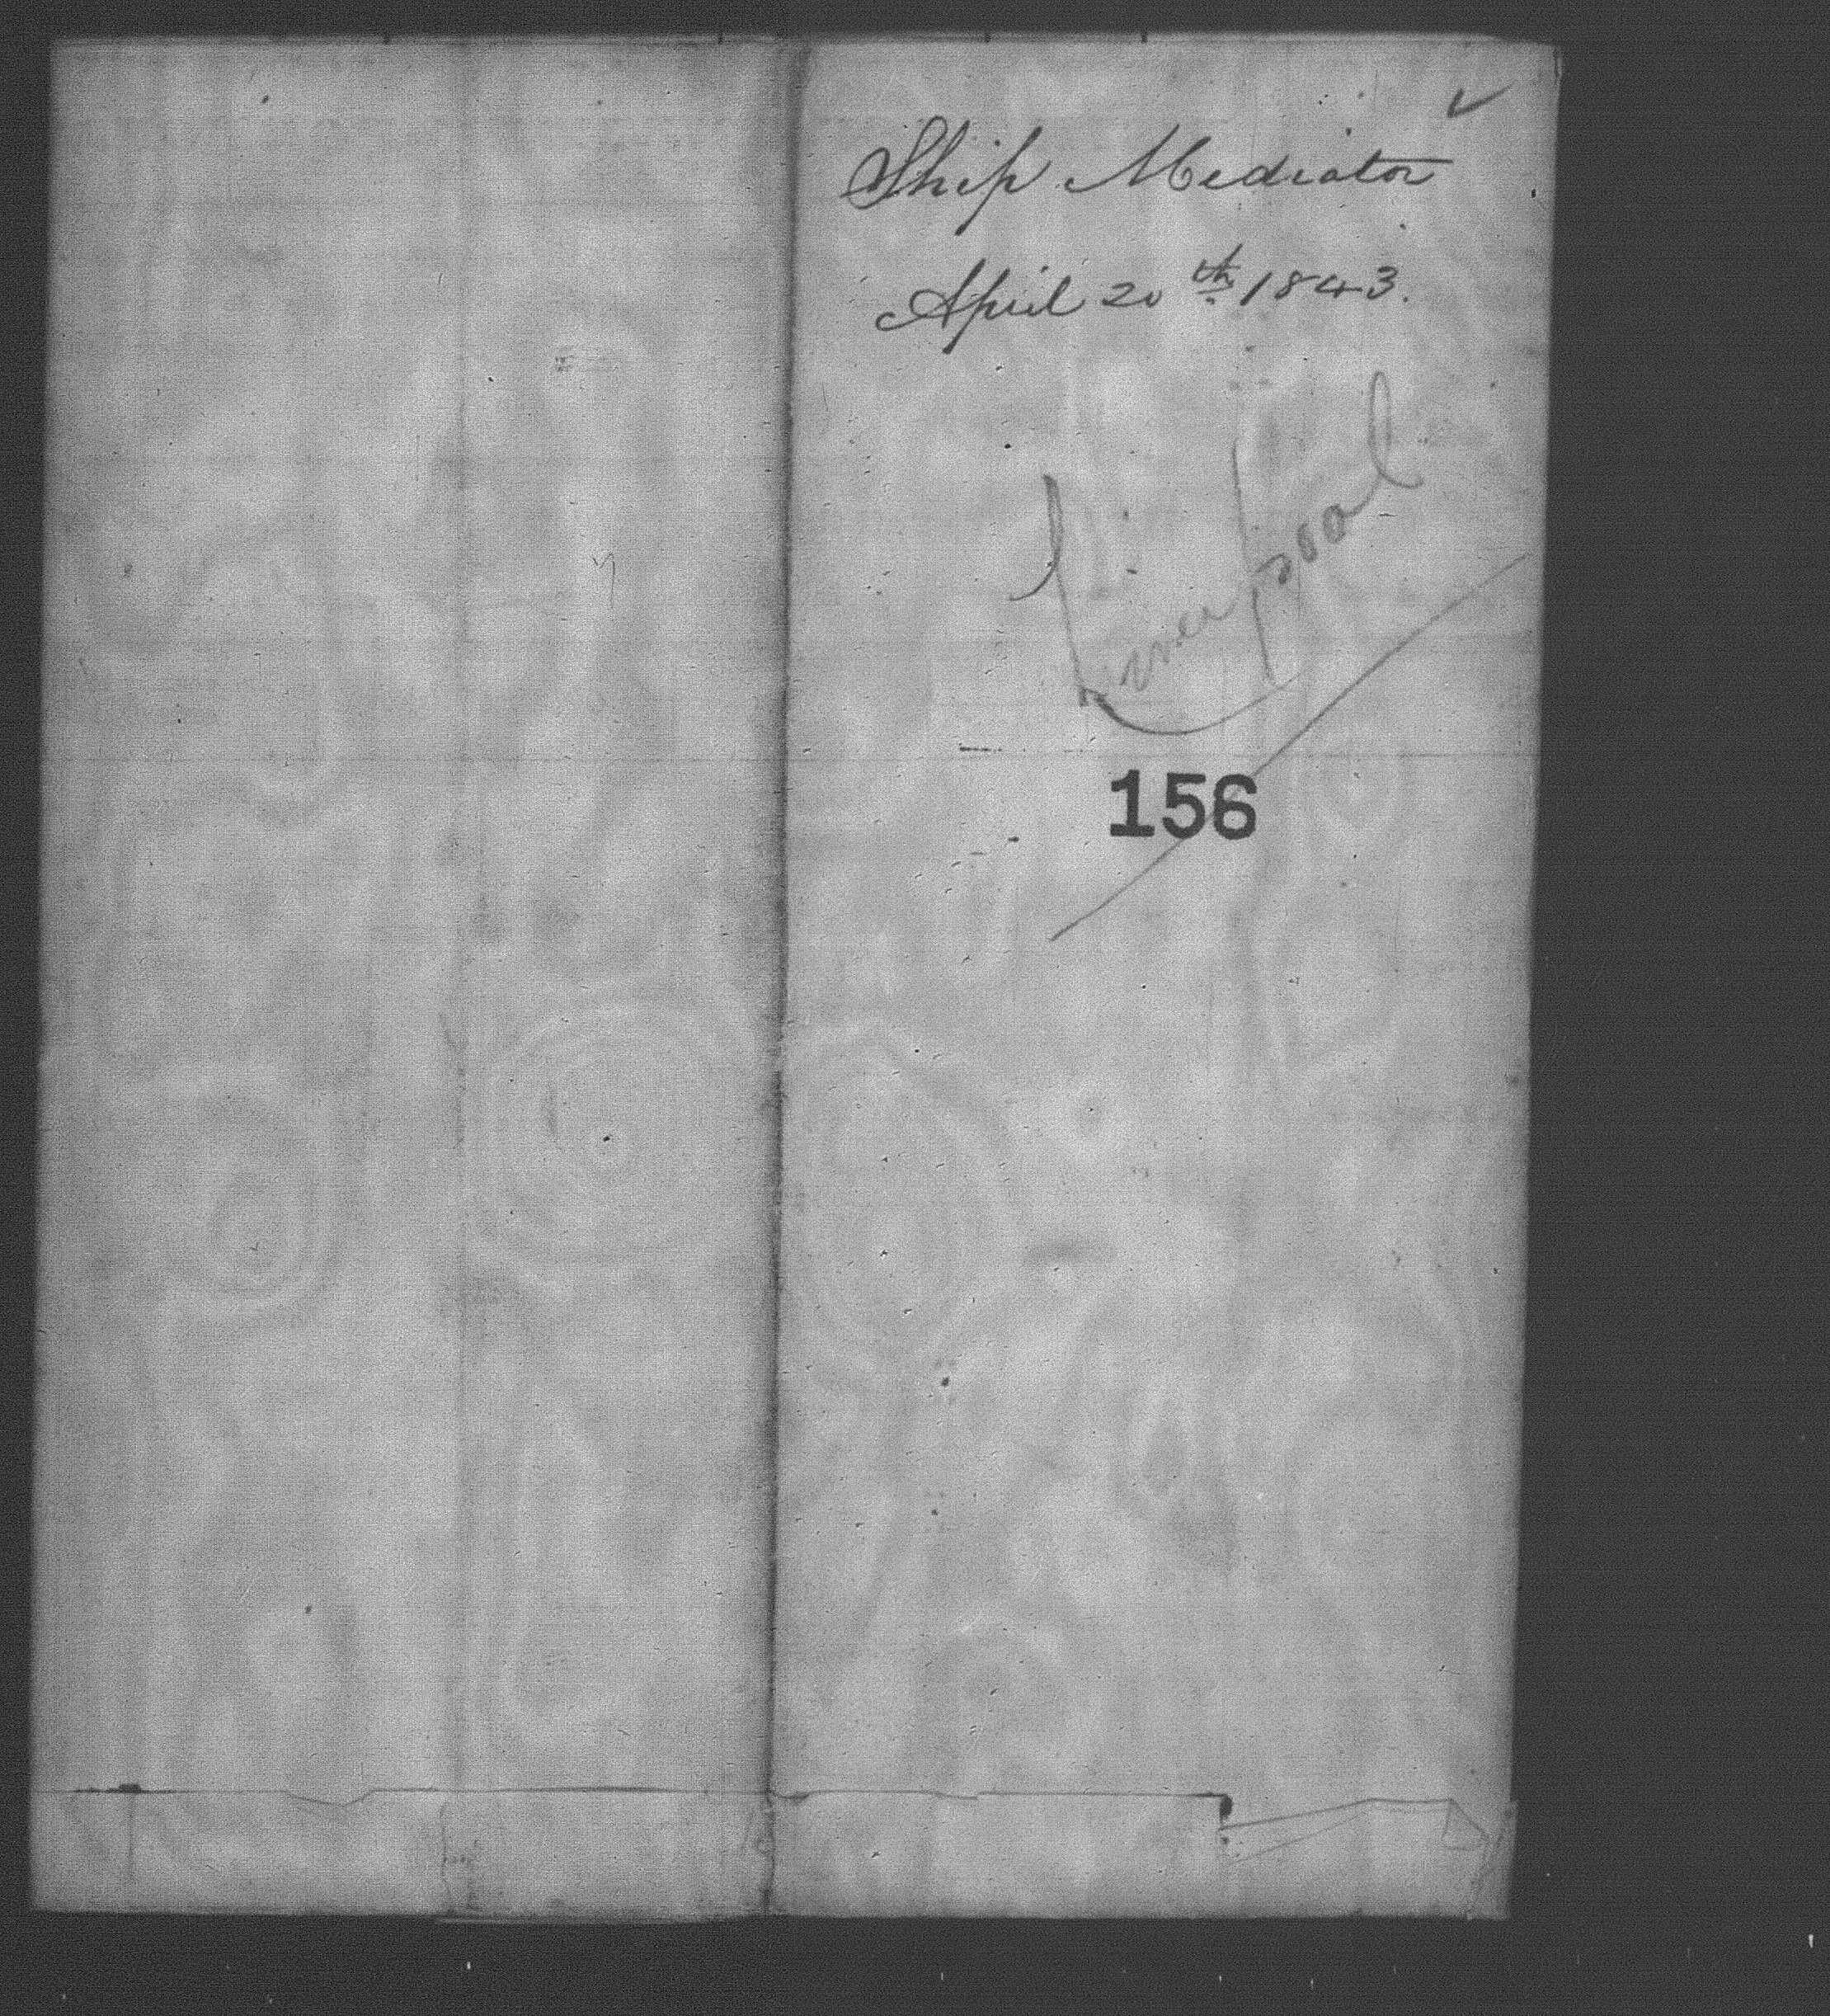 Ship Mediator
April 20th 1843.
Liverpool
156